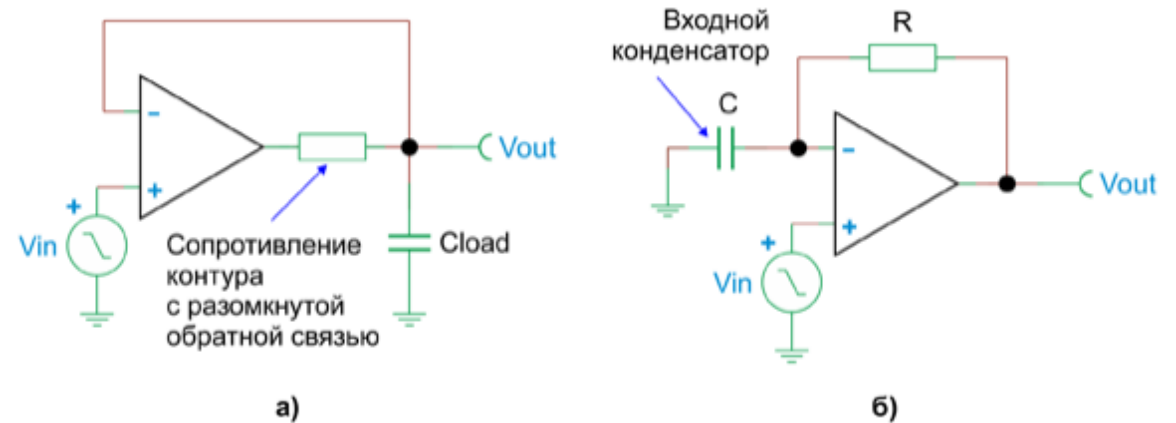 Vout
Vin
Сопротивление
контура
с разомкнутой
обратной связью
Cload
а)
Входной
конденсатор
R
C
Vout
Vin
б)